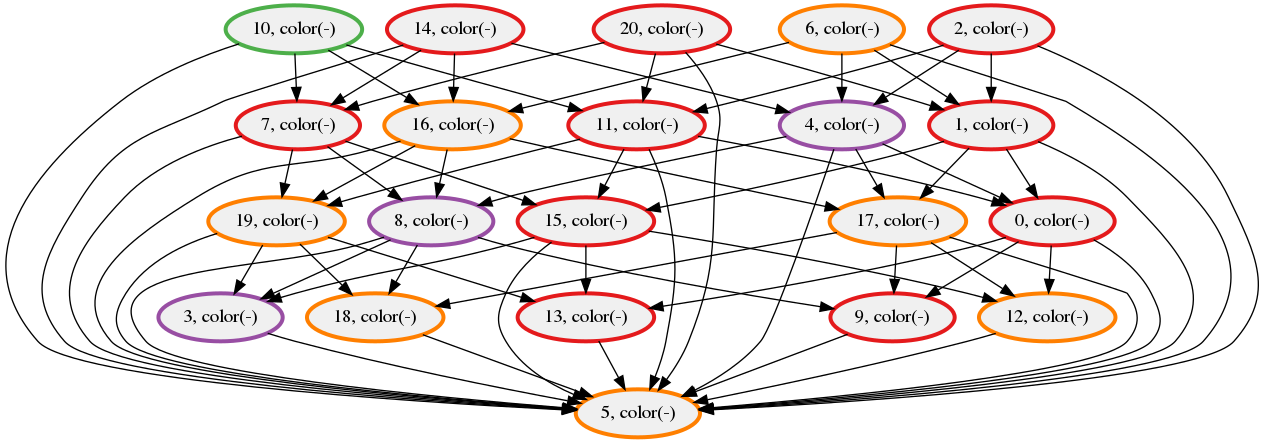 10, color(-)
14, color(-)
20, color(-)
6, color(-)
2, color(-)
7, color(-)
16, color(-)
11, color(-)
4, color(-)
1, color(-)
19, color(-)
8, color(-)
15, color(-)
17, color(-)
0, color(-)
3, color(-)
18, color(-)
13, color(-)
9, color(-)
12, color(-)
5, color(-)